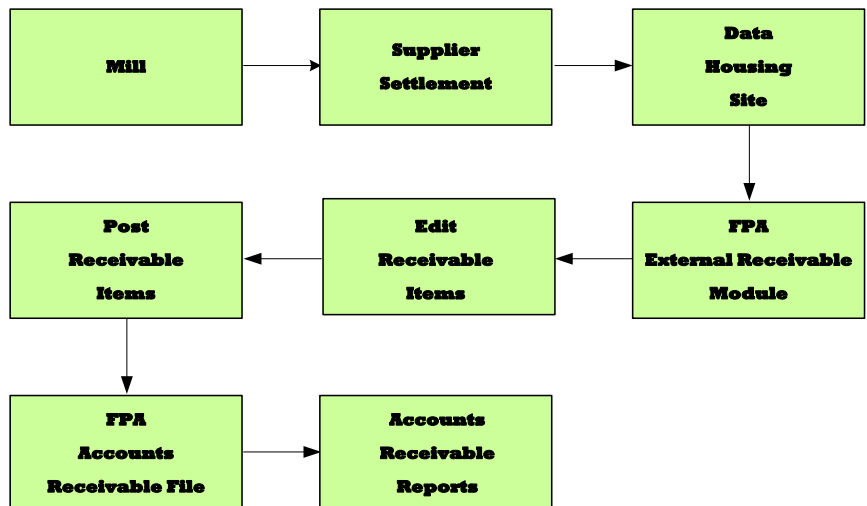 Mill
Supplier
Settlement
Data
Housing
Site
FPA
External Receivable
Module
Edit
Receivable
Items
Post
Receivable
Items
FPA
Accounts
Receivable File
Accounts
Receivable
Reports